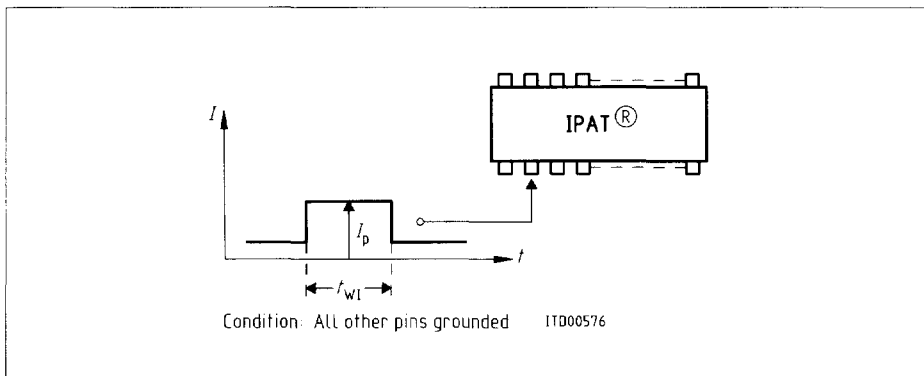 IPAT ®
I
I_p
t
t_WI
Condition: All other pins grounded ITD00576